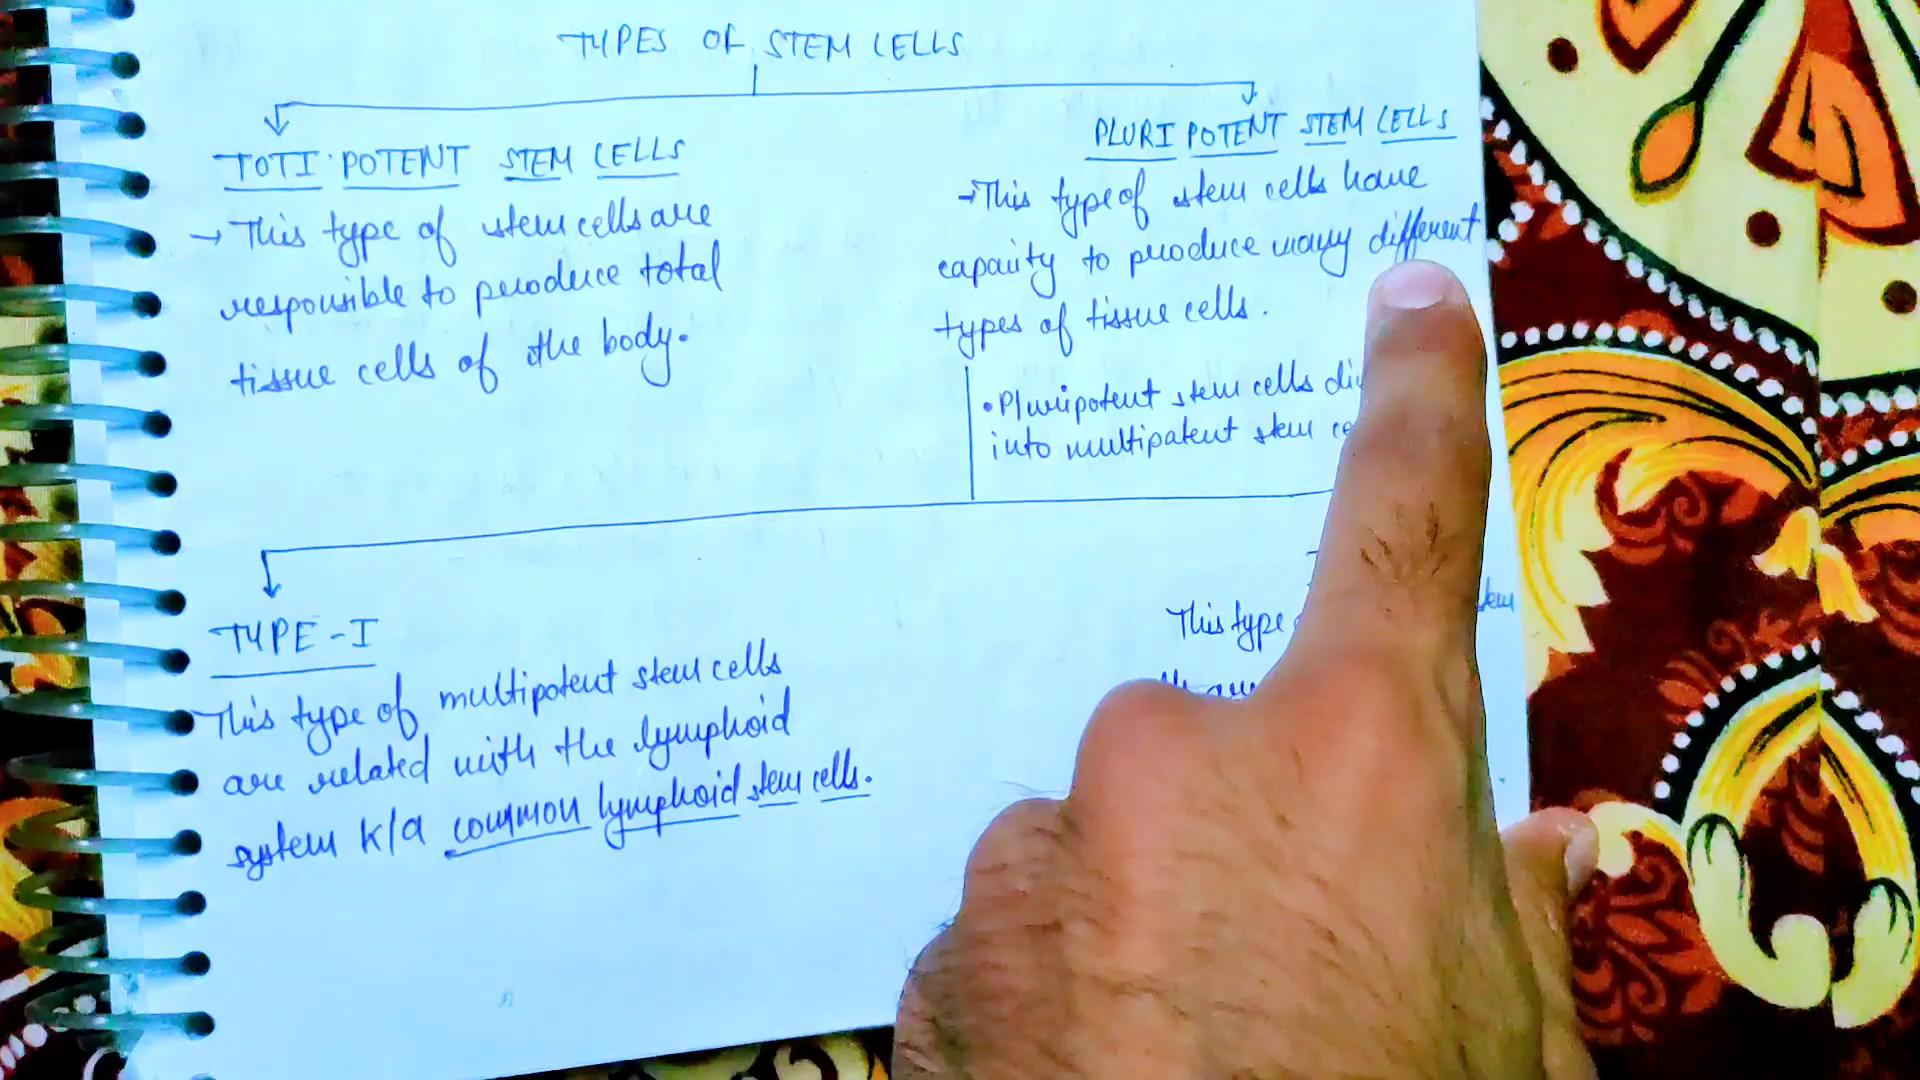 TYPES OF STEM CELLS
TOTI POTENT STEM CELLS
→ This type of stem cells are
responsible to produce total
tissue cells of the body.
PLURI POTENT STEM CELLS
→ This type of stem cells have
capacity to produce many different
types of tissue cells.
• Pluripotent stem cells
into multipatent stem
TYPE - I
This type of multipotent stem cells
are related with the lymphoid
system k/a common lymphoid stem cells.
This type
stem